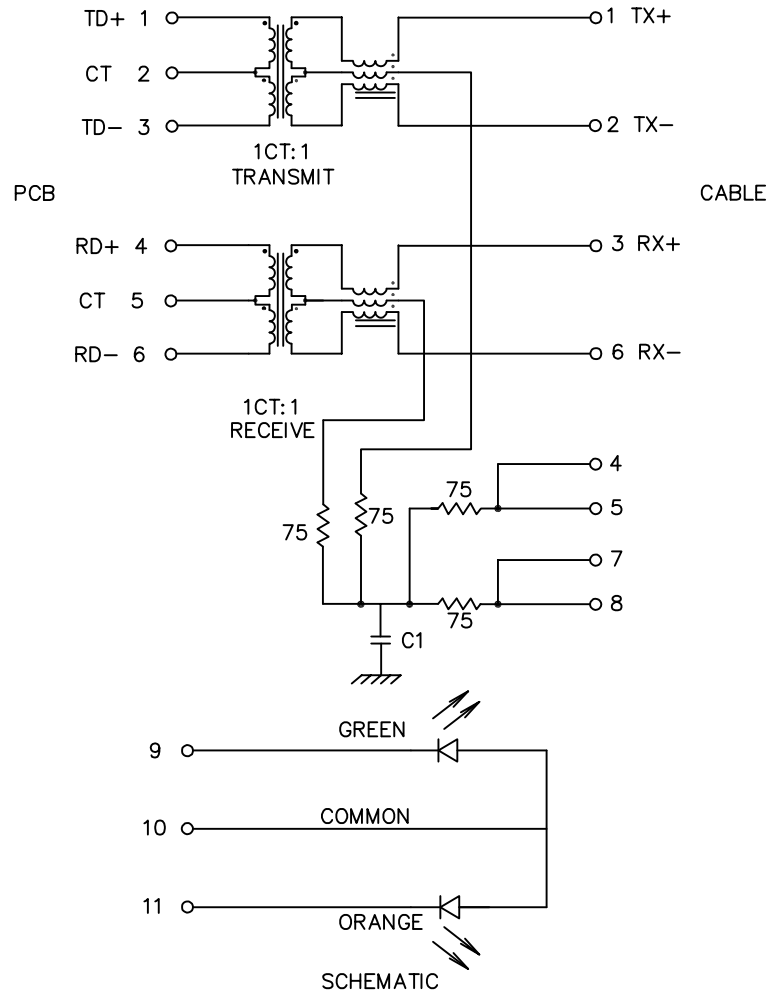 TD+ 1
1 TX+
CT 2
TD− 3
2 TX−
1CT:1
TRANSMIT
PCB
CABLE
RD+ 4
3 RX+
CT 5
RD− 6
6 RX−
1CT:1
RECEIVE
4
75
5
75
75
7
8
75
C1
GREEN
9
COMMON
10
11
ORANGE
SCHEMATIC